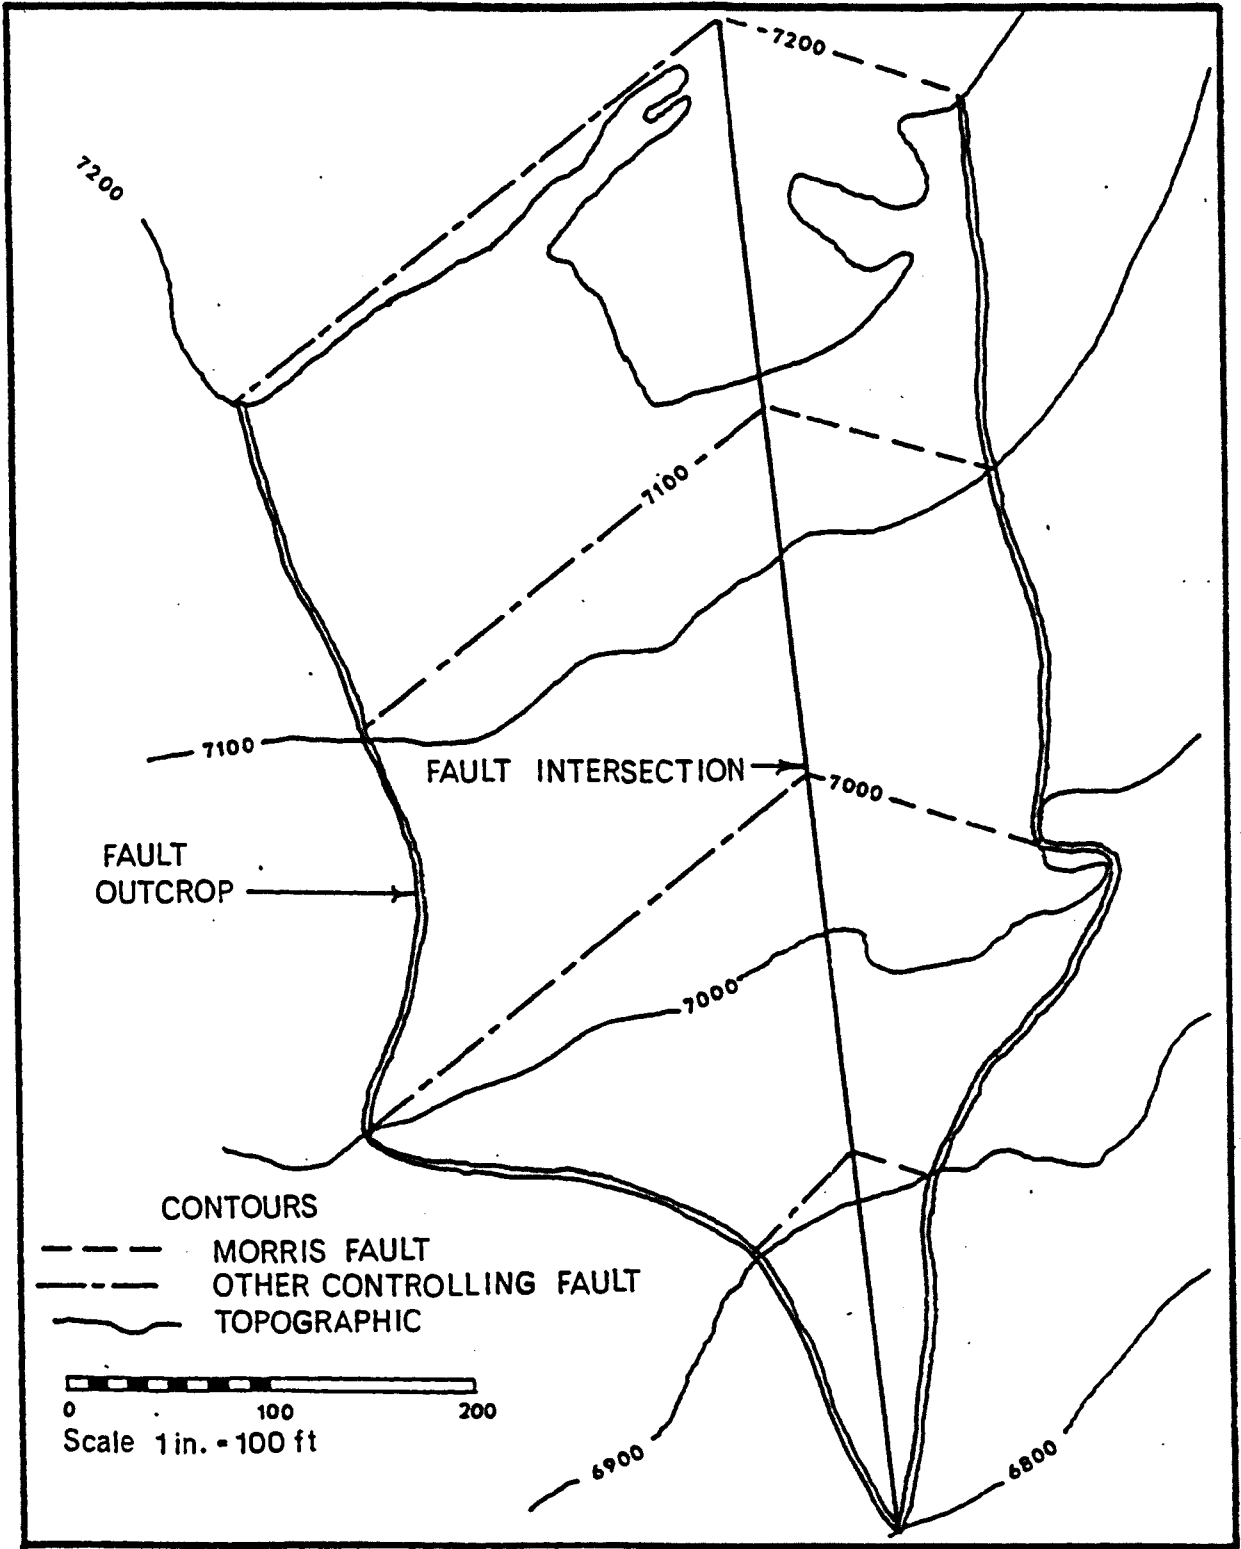 7200
7200
7100
7100
FAULT INTERSECTION
7000
FAULT
OUTCROP
7000
CONTOURS
MORRIS FAULT
OTHER CONTROLLING FAULT
TOPOGRAPHIC
0 100 200
Scale 1 in. = 100 ft
6900
6800